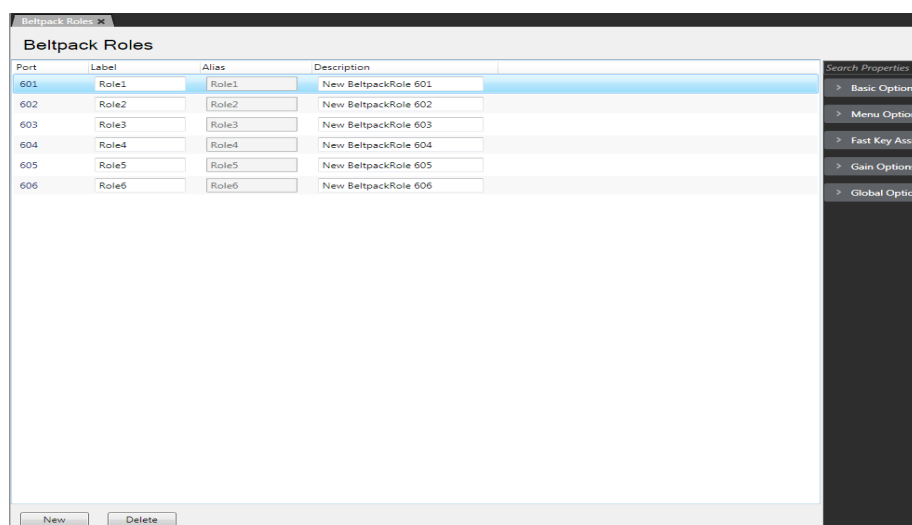 Beltpack Roles ×
Beltpack Roles
Port Label Alias Description
601 Role1 Role1 New BeltpackRole 601
602 Role2 Role2 New BeltpackRole 602
603 Role3 Role3 New BeltpackRole 603
604 Role4 Role4 New BeltpackRole 604
605 Role5 Role5 New BeltpackRole 605
606 Role6 Role6 New BeltpackRole 606
Search Properties
> Basic Option
> Menu Optio
> Fast Key Ass
> Gain Option
> Global Optio
New Delete